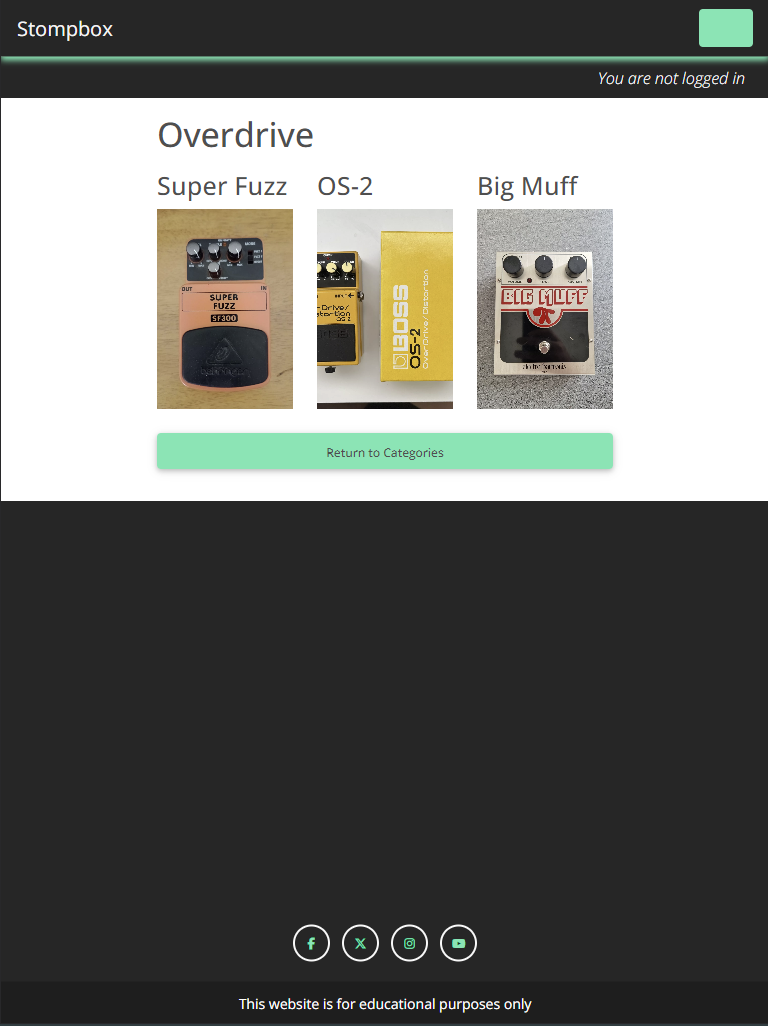 Stompbox
You are not logged in
Overdrive
Super Fuzz
OS-2
Big Muff
OUT
IN
SUPER
FUZZ
SF300
BOSS
OS-2
OverDrive/Distortion
BIG MUFF
Return to Categories
This website is for educational purposes only